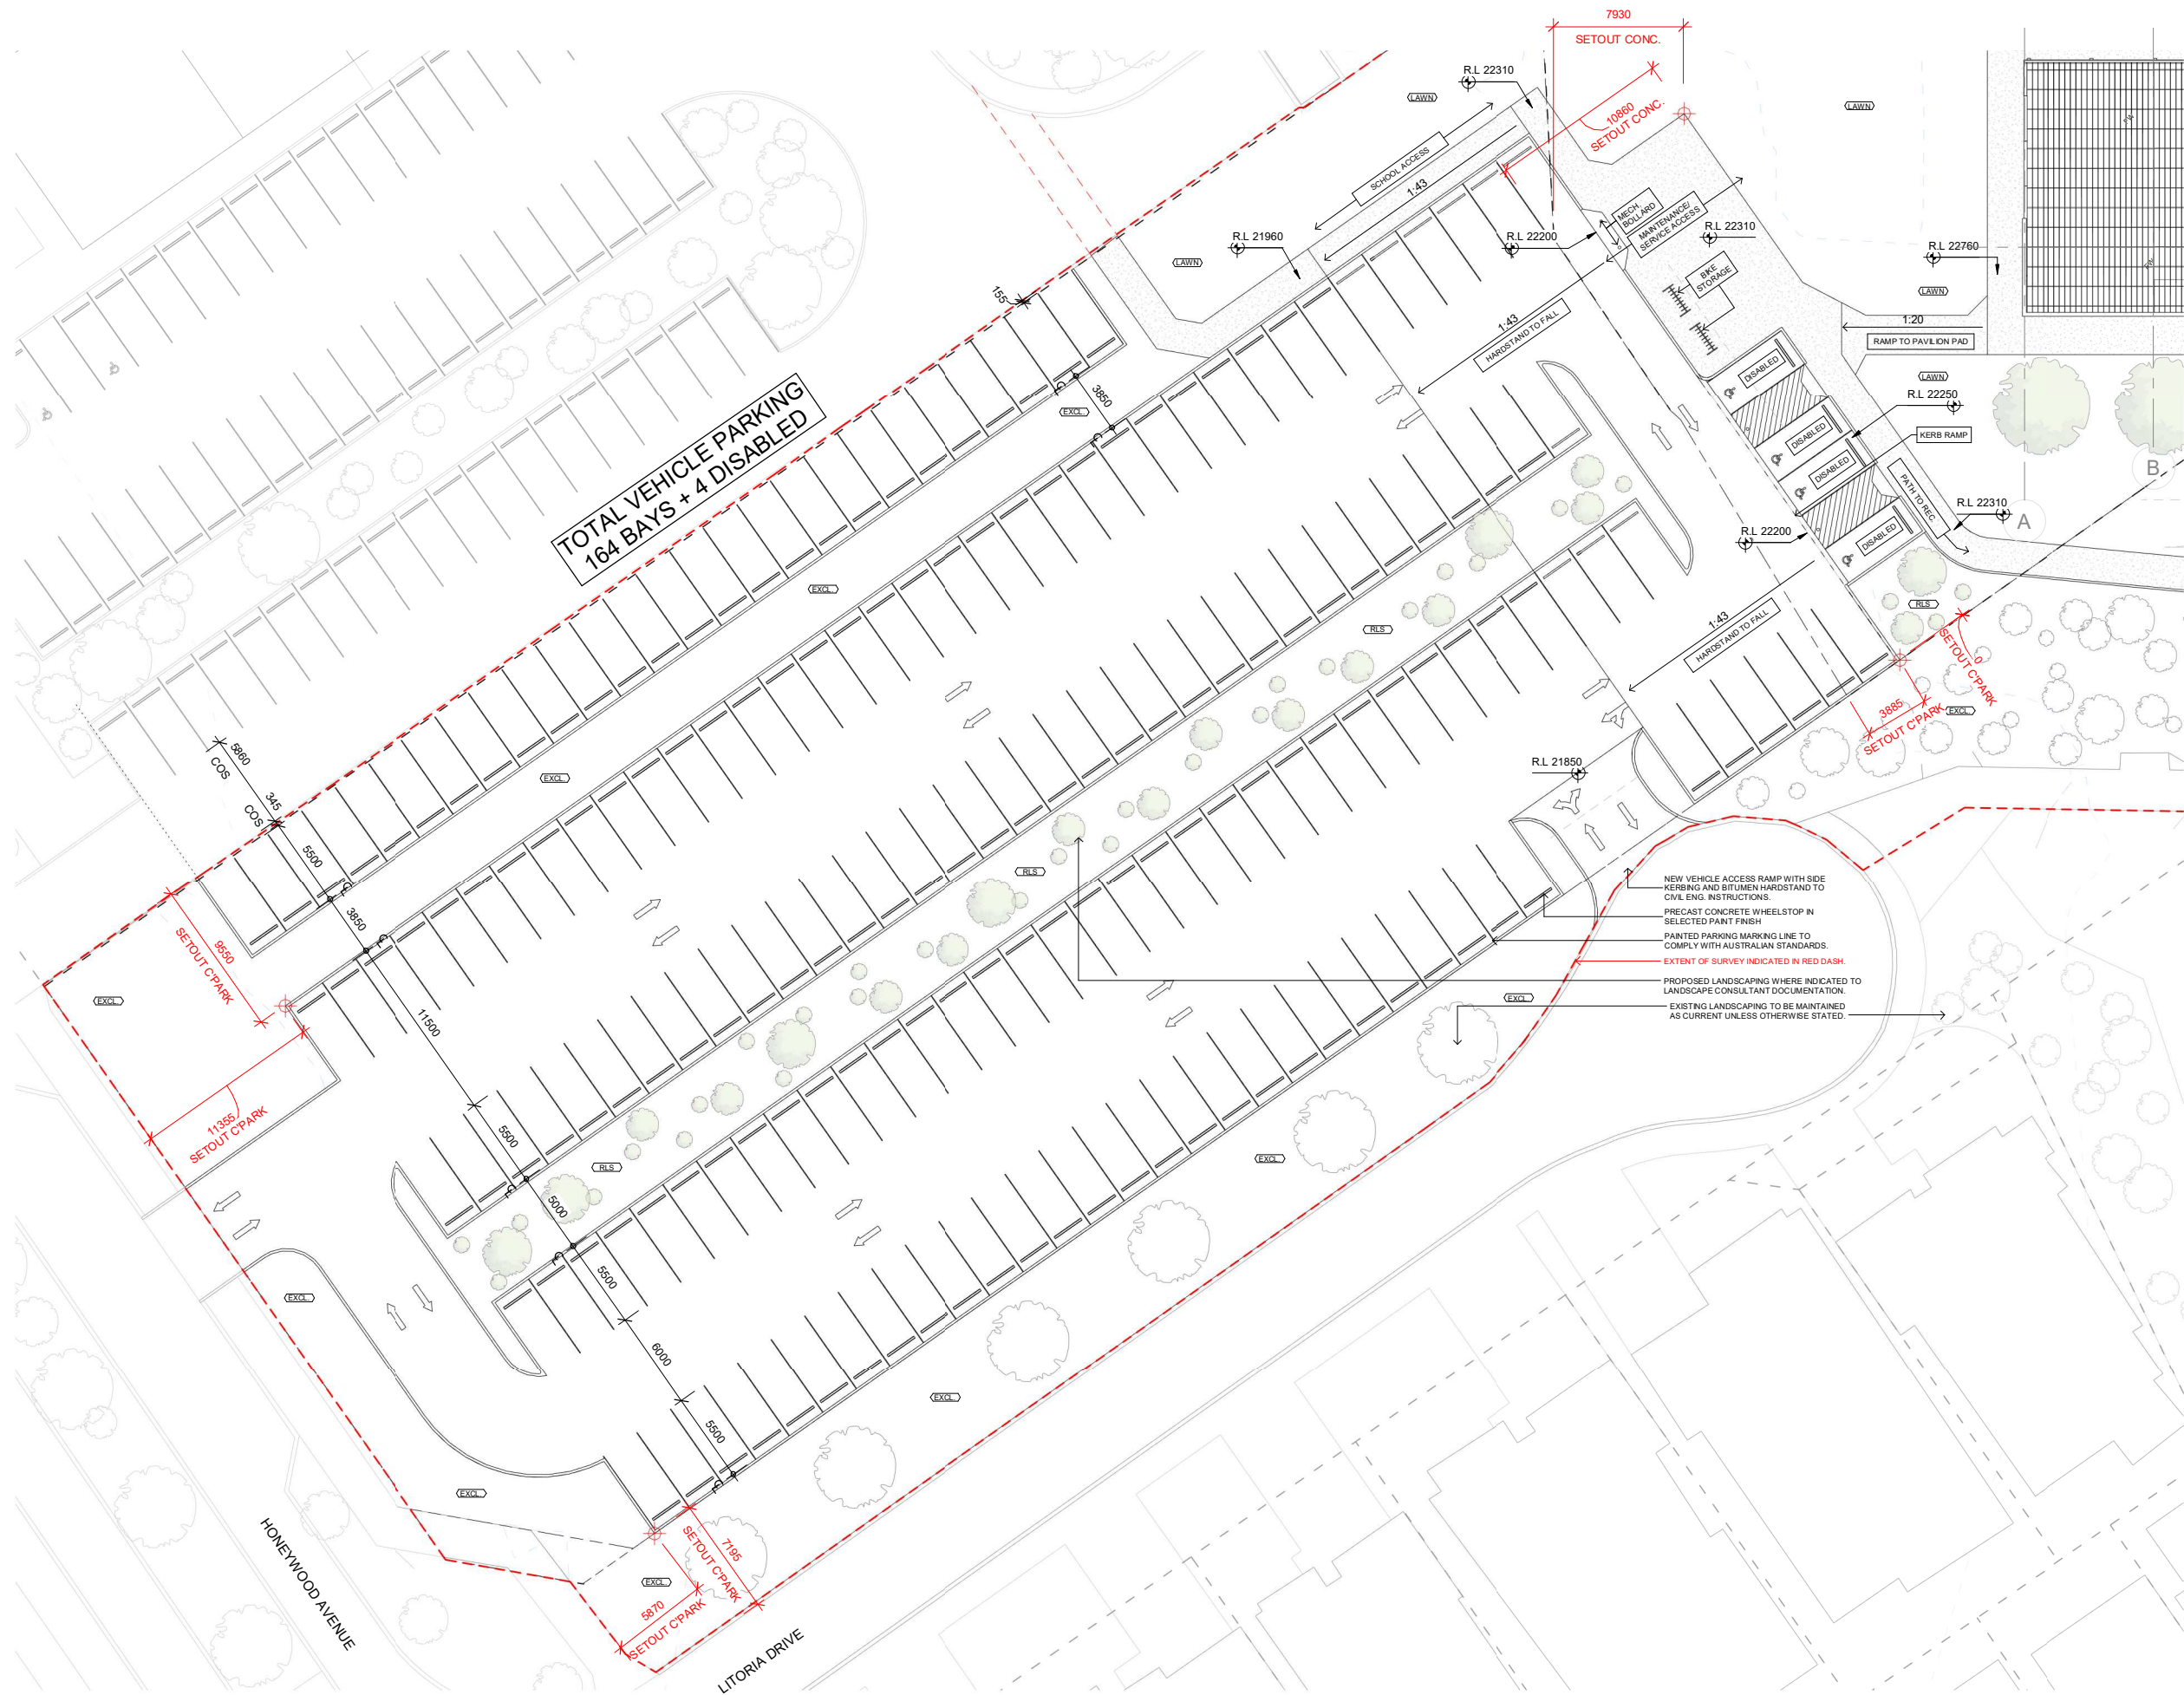 7930
SETOUT CONC.
R.L 22310
LAWN
LAWN
10860
SETOUT CONC.
SCHOOL ACCESS
1:43
MECH.
BOLLARD
MAINTENANCE/
SERVICE ACCESS
R.L 21960
R.L 22200
R.L 22310
R.L 22760
LAWN
LAWN
155
BIKE
STORAGE
1:43
HARDSTAND TO FALL
1:20
RAMP TO PAVILION PAD
DISABLED
LAWN
R.L 22250
3850
EXCL.
TOTAL VEHICLE PARKING
164 BAYS + 4 DISABLED
DISABLED
KERB RAMP
DISABLED
B
PATH TO REC.
R.L 22310
A
R.L 22200
DISABLED
EXCL.
RLS
RLS
1:43
HARDSTAND TO FALL
0
SETOUT C'PARK
3885
SETOUT C'PARK
EXCL.
5860
COS
345
COS
EXCL.
R.L 21850
5500
3850
RLS
NEW VEHICLE ACCESS RAMP WITH SIDE
KERBING AND BITUMEN HARDSTAND TO
CIVIL ENG. INSTRUCTIONS.
PRECAST CONCRETE WHEELSTOP IN
SELECTED PAINT FINISH
PAINTED PARKING MARKING LINE TO
COMPLY WITH AUSTRALIAN STANDARDS.
EXTENT OF SURVEY INDICATED IN RED DASH.
PROPOSED LANDSCAPING WHERE INDICATED TO
LANDSCAPE CONSULTANT DOCUMENTATION.
EXISTING LANDSCAPING TO BE MAINTAINED
AS CURRENT UNLESS OTHERWISE STATED.
9550
SETOUT C'PARK
EXCL.
EXCL.
11500
11355
SETOUT C'PARK
5500
RLS
EXCL.
5000
5500
EXCL.
6000
EXCL.
5500
EXCL.
HONEYWOOD AVENUE
7195
SETOUT C'PARK
EXCL.
5870
SETOUT C'PARK
LITORIA DRIVE